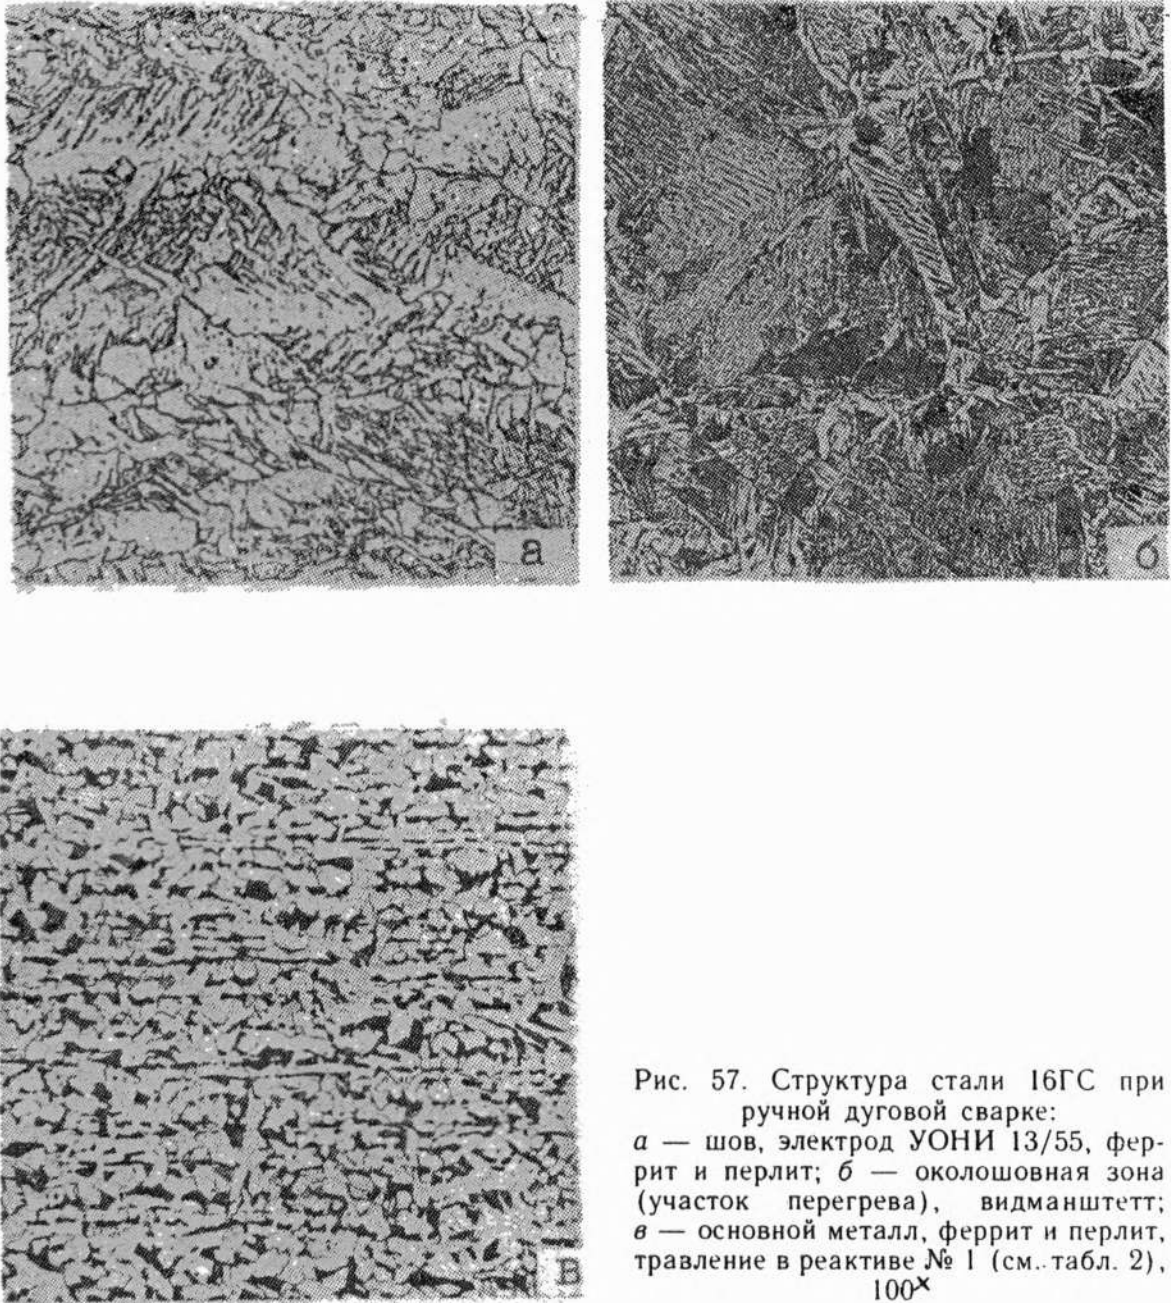 а
б
в
Рис. 57. Структура стали 16ГС при
ручной дуговой сварке:
а — шов, электрод УОНИ 13/55, фер-
рит и перлит; б — околошовная зона
(участок перегрева), видманштетт;
в — основной металл, феррит и перлит,
травление в реактиве № 1 (см. табл. 2),
100ˣ